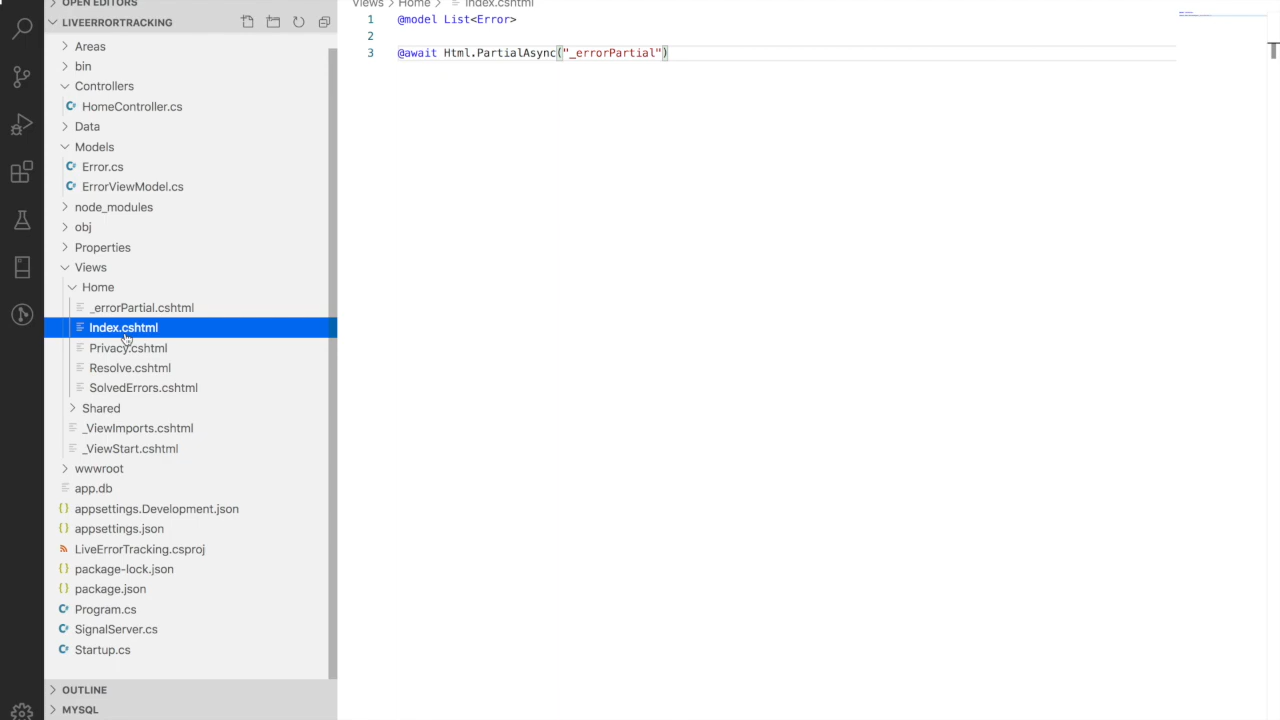 OPEN EDITORS
LIVEERRORTRACKING
Areas
bin
Controllers
HomeController.cs
Data
Models
Error.cs
ErrorViewModel.cs
node_modules
obj
Properties
Views
Home
_errorPartial.cshtml
Index.cshtml
Privacy.cshtml
Resolve.cshtml
SolvedErrors.cshtml
Shared
_ViewImports.cshtml
_ViewStart.cshtml
wwwroot
app.db
appsettings.Development.json
appsettings.json
LiveErrorTracking.csproj
package-lock.json
package.json
Program.cs
SignalServer.cs
Startup.cs
OUTLINE
MYSQL
Views > Home > Index.cshtml
1 @model List<Error>
2
3 @await Html.PartialAsync("_errorPartial")